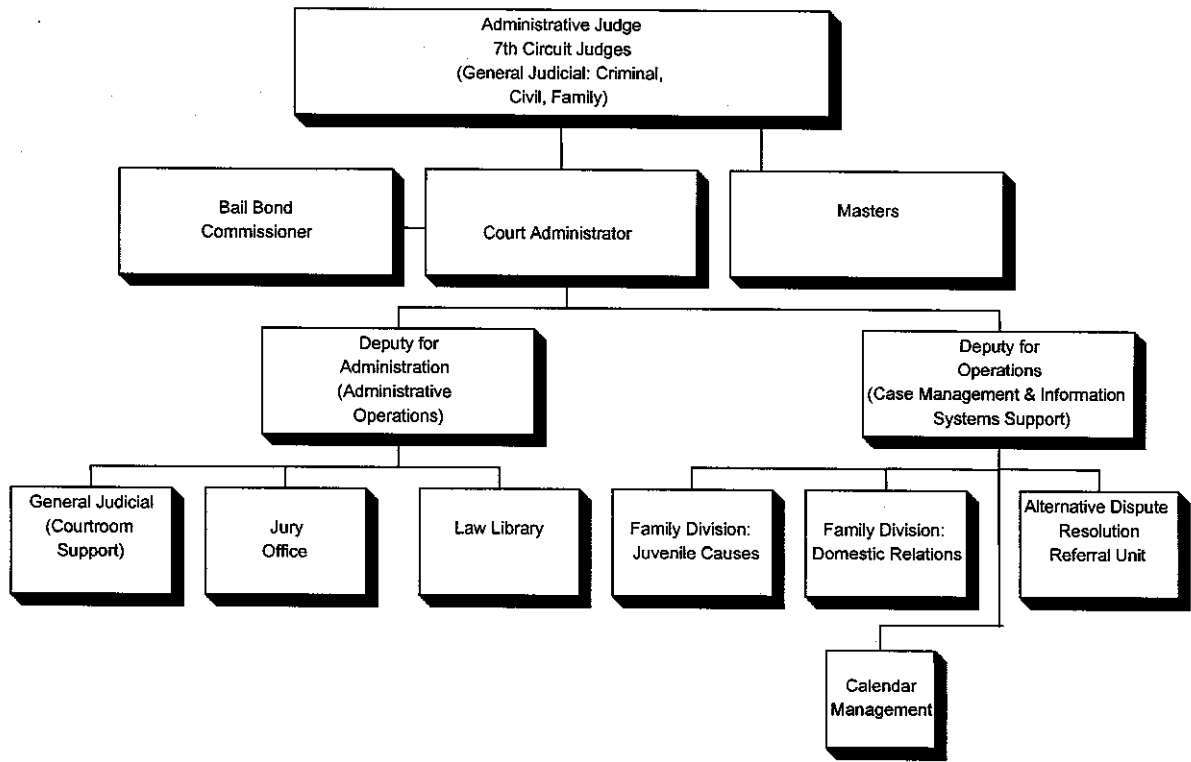 Administrative Judge
7th Circuit Judges
(General Judicial: Criminal,
Civil, Family)
Bail Bond
Commissioner
Court Administrator
Masters
Deputy for
Administration
(Administrative
Operations)
Deputy for
Operations
(Case Management & Information
Systems Support)
General Judicial
(Courtroom
Support)
Jury
Office
Law Library
Family Division:
Juvenile Causes
Family Division:
Domestic Relations
Alternative Dispute
Resolution
Referral Unit
Calendar
Management